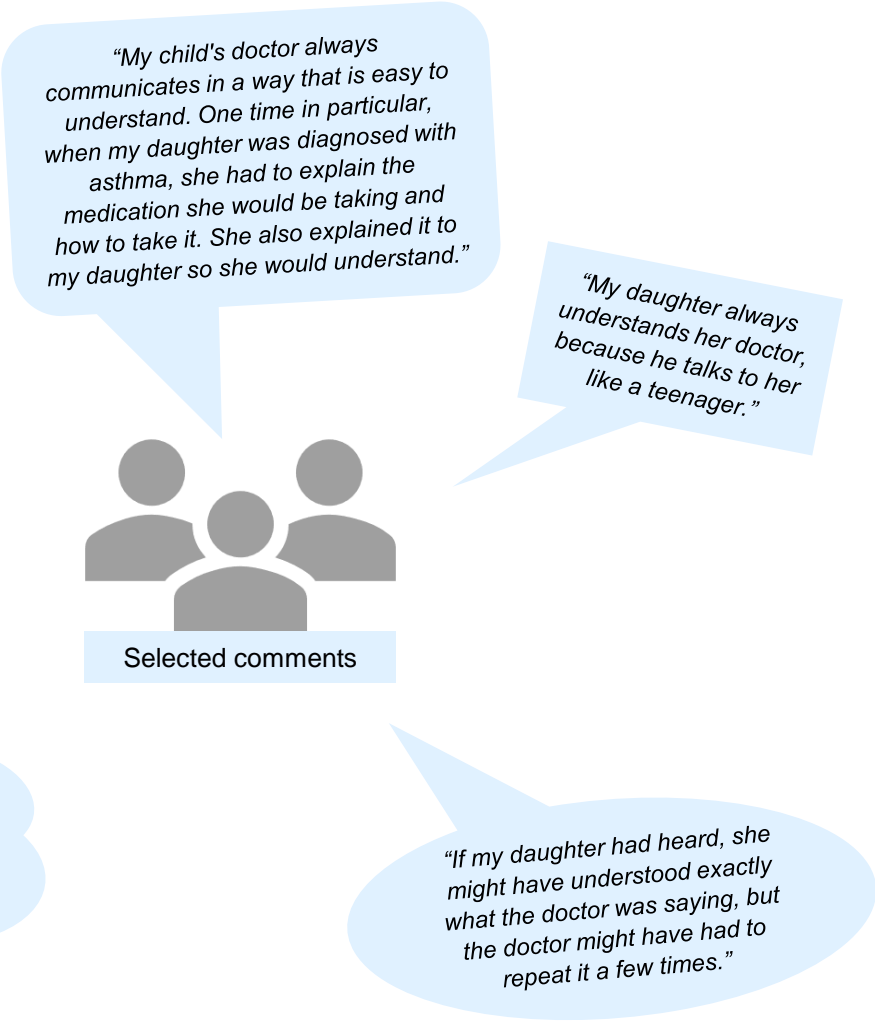 “My child's doctor always
communicates in a way that is easy to
understand. One time in particular,
when my daughter was diagnosed with
asthma, she had to explain the
medication she would be taking and
how to take it. She also explained it to
my daughter so she would understand.”
“My daughter always
understands her doctor,
because he talks to her
like a teenager.”
Selected comments
“If my daughter had heard, she
might have understood exactly
what the doctor was saying, but
the doctor might have had to
repeat it a few times.”